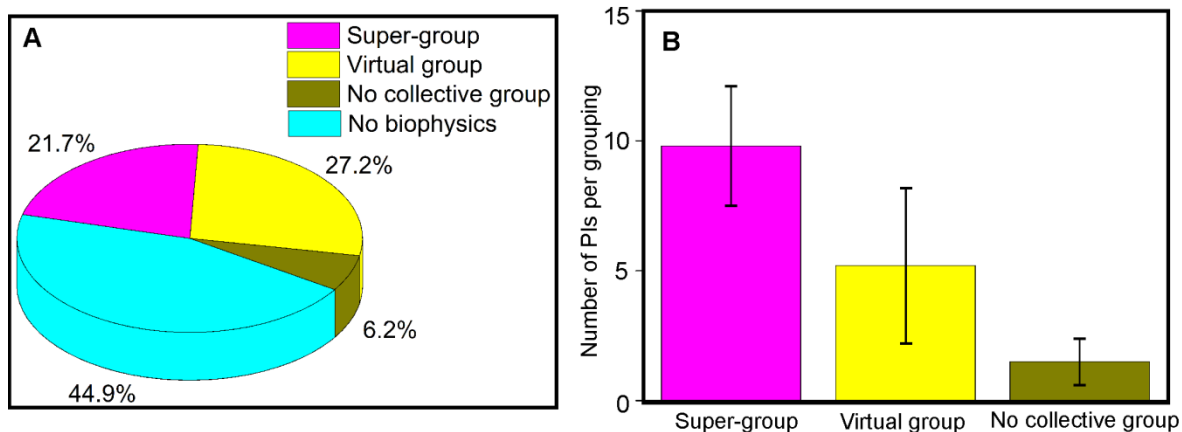 A
Super-group
Virtual group
No collective group
No biophysics
21.7%
27.2%
6.2%
44.9%
B
Number of PIs per grouping
15
10
5
0
Super-group
Virtual group
No collective group